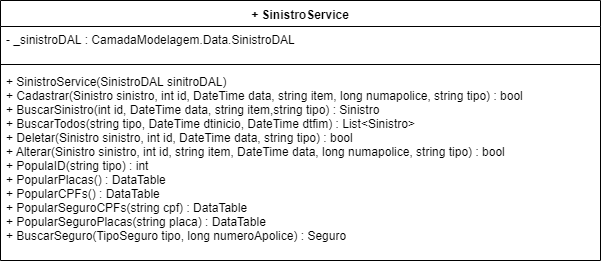 + SinistroService
- _sinistroDAL : CamadaModelagem.Data.SinistroDAL
+ SinistroService(SinistroDAL sinitroDAL)
+ Cadastrar(Sinistro sinistro, int id, DateTime data, string item, long numapolice, string tipo) : bool
+ BuscarSinistro(int id, DateTime data, string item,string tipo) : Sinistro
+ BuscarTodos(string tipo, DateTime dtinicio, DateTime dtfim) : List<Sinistro>
+ Deletar(Sinistro sinistro, int id, DateTime data, string tipo) : bool
+ Alterar(Sinistro sinistro, int id, string item, DateTime data, long numapolice, string tipo) : bool
+ PopulaID(string tipo) : int
+ PopularPlacas() : DataTable
+ PopularCPFs() : DataTable
+ PopularSeguroCPFs(string cpf) : DataTable
+ PopularSeguroPlacas(string placa) : DataTable
+ BuscarSeguro(TipoSeguro tipo, long numeroApolice) : Seguro